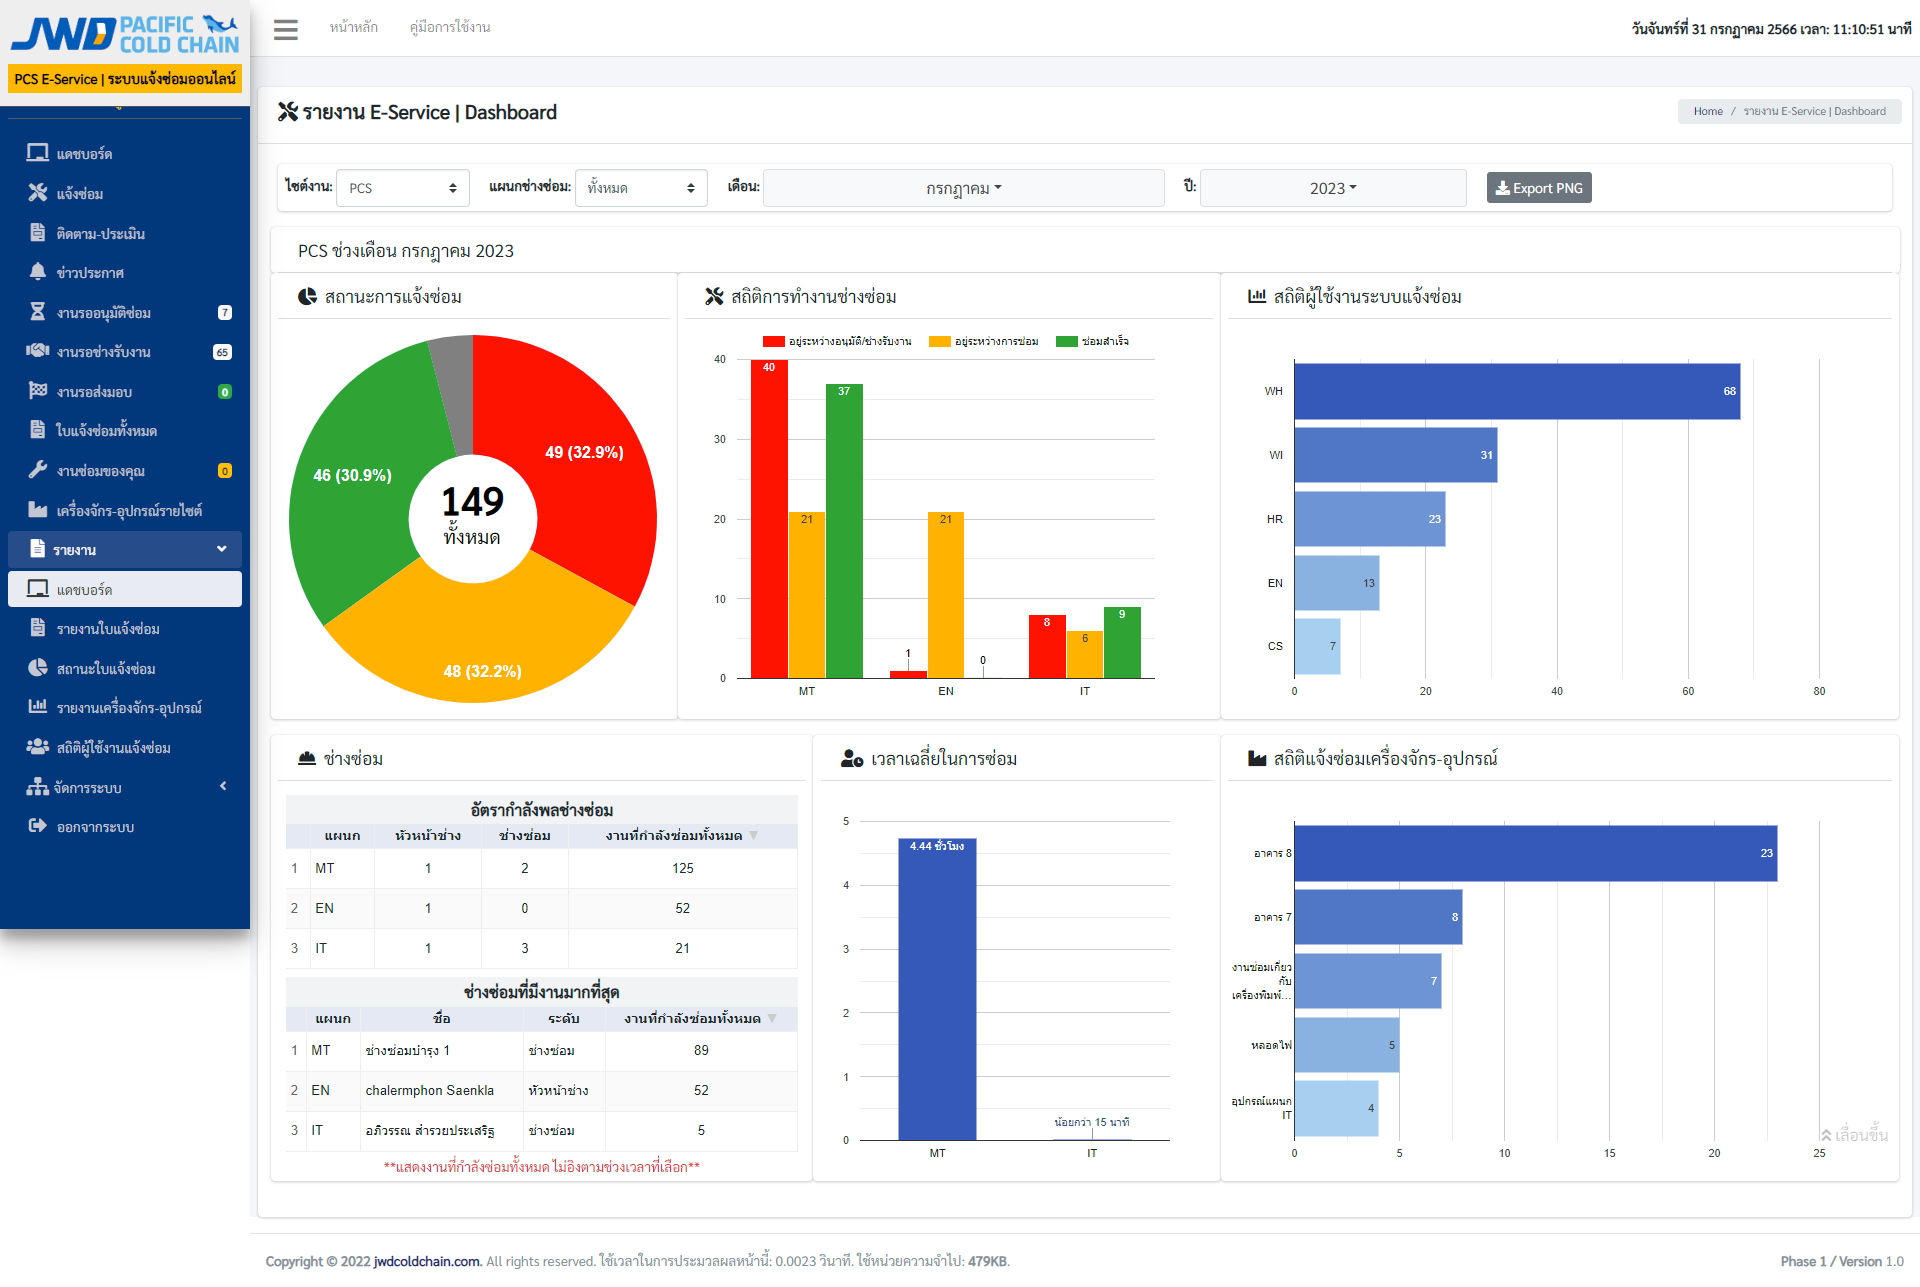 JWD PACIFIC COLD CHAIN
PCS E-Service | ระบบแจ้งซ่อมออนไลน์
แดชบอร์ด
แจ้งซ่อม
ติดตาม-ประเมิน
ข่าวประกาศ
งานรออนุมัติซ่อม 7
งานรอช่างรับงาน 65
งานรอส่งมอบ 0
ใบแจ้งซ่อมทั้งหมด
งานซ่อมของคุณ 0
เครื่องจักร-อุปกรณ์รายไซต์
รายงาน
แดชบอร์ด
รายงานใบแจ้งซ่อม
สถานะใบแจ้งซ่อม
รายงานเครื่องจักร-อุปกรณ์
สถิติผู้ใช้งานแจ้งซ่อม
จัดการระบบ
ออกจากระบบ
หน้าหลัก คู่มือการใช้งาน
วันจันทร์ที่ 31 กรกฎาคม 2566 เวลา: 11:10:51 นาที
รายงาน E-Service | Dashboard
Home / รายงาน E-Service | Dashboard
ไซต์งาน: PCS แผนกช่างซ่อม: ทั้งหมด เดือน: กรกฎาคม ปี: 2023 Export PNG
PCS ช่วงเดือน กรกฎาคม 2023
สถานะการแจ้งซ่อม
49 (32.9%)
46 (30.9%)
149
ทั้งหมด
48 (32.2%)
สถิติการทำงานช่างซ่อม
อยู่ระหว่างอนุมัติ/ช่างรับงาน อยู่ระหว่างการซ่อม ซ่อมสำเร็จ
40
30
20
10
0
40 21 37
1 21 0
8 6 9
MT EN IT
สถิติผู้ใช้งานระบบแจ้งซ่อม
WH 68
WI 31
HR 23
EN 13
CS 7
0 20 40 60 80
ช่างซ่อม
อัตรากำลังพลช่างซ่อม
แผนก หัวหน้าช่าง ช่างซ่อม งานที่กำลังซ่อมทั้งหมด
1 MT 1 2 125
2 EN 1 0 52
3 IT 1 3 21
ช่างซ่อมที่มีงานมากที่สุด
แผนก ชื่อ ระดับ งานที่กำลังซ่อมทั้งหมด
1 MT ช่างซ่อมบำรุง 1 ช่างซ่อม 89
2 EN chalermphon Saenkla หัวหน้าช่าง 52
3 IT อภิวรรณ สำรวยประเสริฐ ช่างซ่อม 5
**แสดงงานที่กำลังซ่อมทั้งหมด ไม่อิงตามช่วงเวลาที่เลือก**
เวลาเฉลี่ยในการซ่อม
5
4
3
2
1
0
4.44 ชั่วโมง
น้อยกว่า 15 นาที
MT IT
สถิติแจ้งซ่อมเครื่องจักร-อุปกรณ์
อาคาร 8 23
อาคาร 7 8
งานซ่อมเกี่ยว
กับ
เครื่องพิมพ์... 7
หลอดไฟ 5
อุปกรณ์แผนก
IT 4
0 5 10 15 20 25
เลื่อนขึ้น
Copyright © 2022 jwdcoldchain.com. All rights reserved. ใช้เวลาในการประมวลผลหน้านี้: 0.0023 วินาที. ใช้หน่วยความจำไป: 479KB.
Phase 1 / Version 1.0